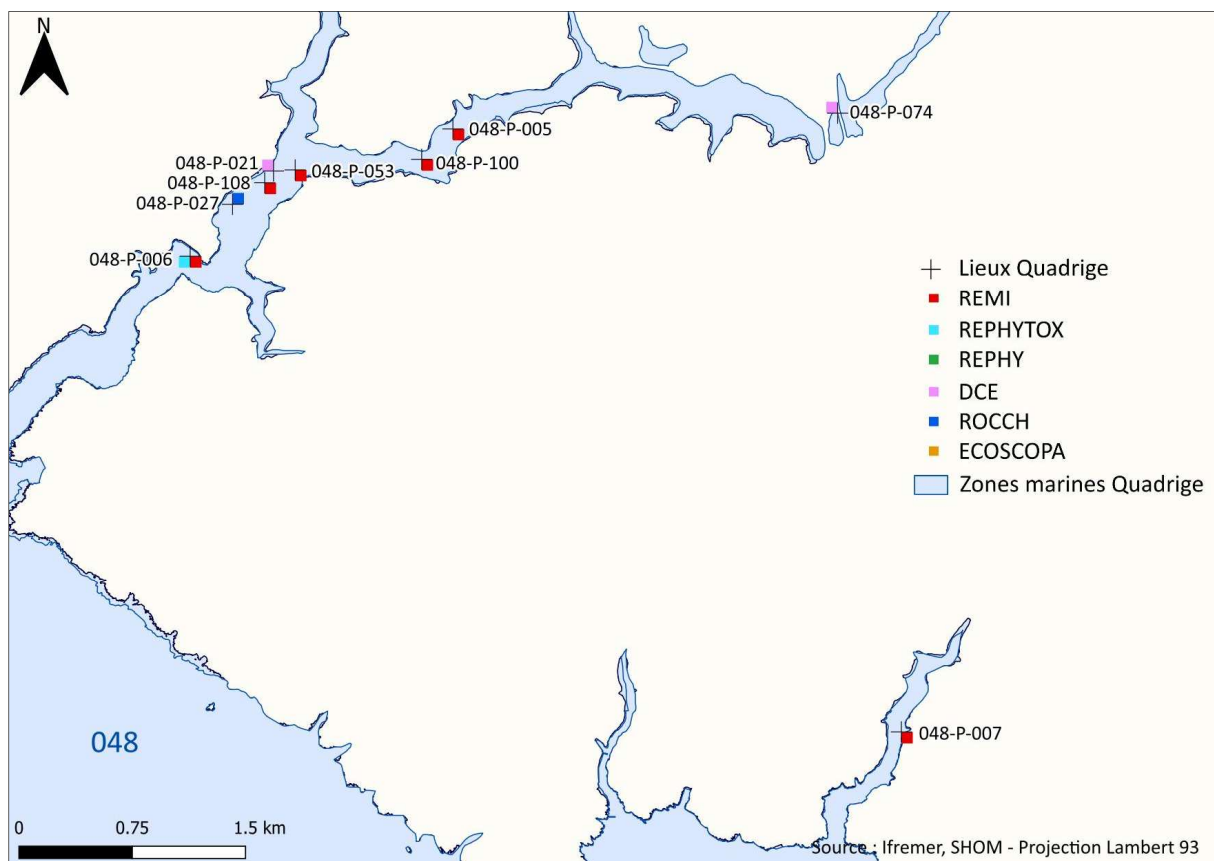 N
048-P-074
048-P-005
048-P-021
048-P-100
048-P-053
048-P-108
048-P-027
048-P-006
Lieux Quadrige
REMI
REPHYTOX
REPHY
DCE
ROCCH
ECOSCOPA
Zones marines Quadrige
048-P-007
048
0 0.75 1.5 km
Source : Ifremer, SHOM - Projection Lambert 93